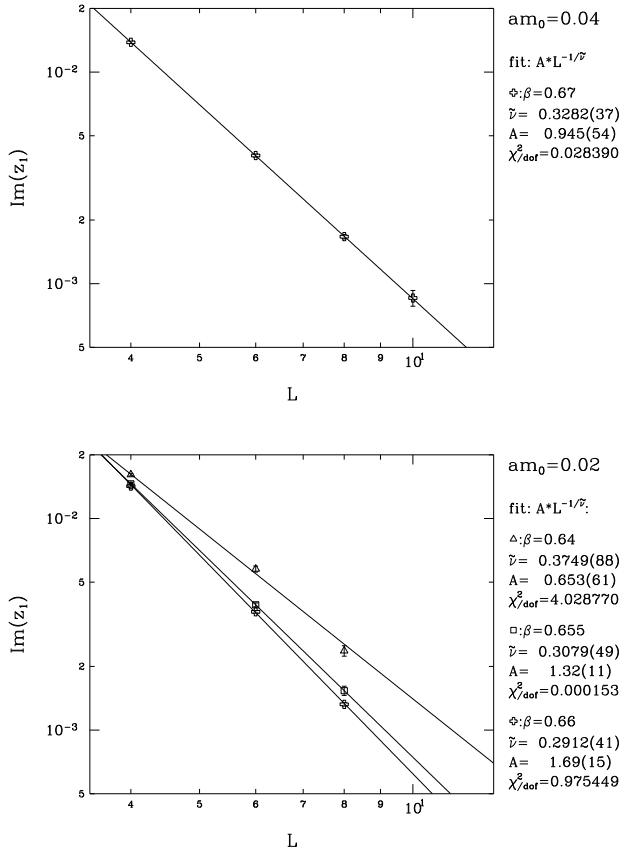 am₀=0.04
fit: A*L^{-1/ν̃}
:β=0.67
ν̃= 0.3282(37)
A= 0.945(54)
χ²/dof=0.028390
2
10⁻²
5
2
10⁻³
5
Im(z₁)
4 5 6 7 8 9 10¹
L
am₀=0.02
fit: A*L^{-1/ν̃}:
:β=0.64
ν̃= 0.3749(88)
A= 0.653(61)
χ²/dof=4.028770
:β=0.655
ν̃= 0.3079(49)
A= 1.32(11)
χ²/dof=0.000153
:β=0.66
ν̃= 0.2912(41)
A= 1.69(15)
χ²/dof=0.975449
2
10⁻²
5
2
10⁻³
5
Im(z₁)
4 5 6 7 8 9 10¹
L